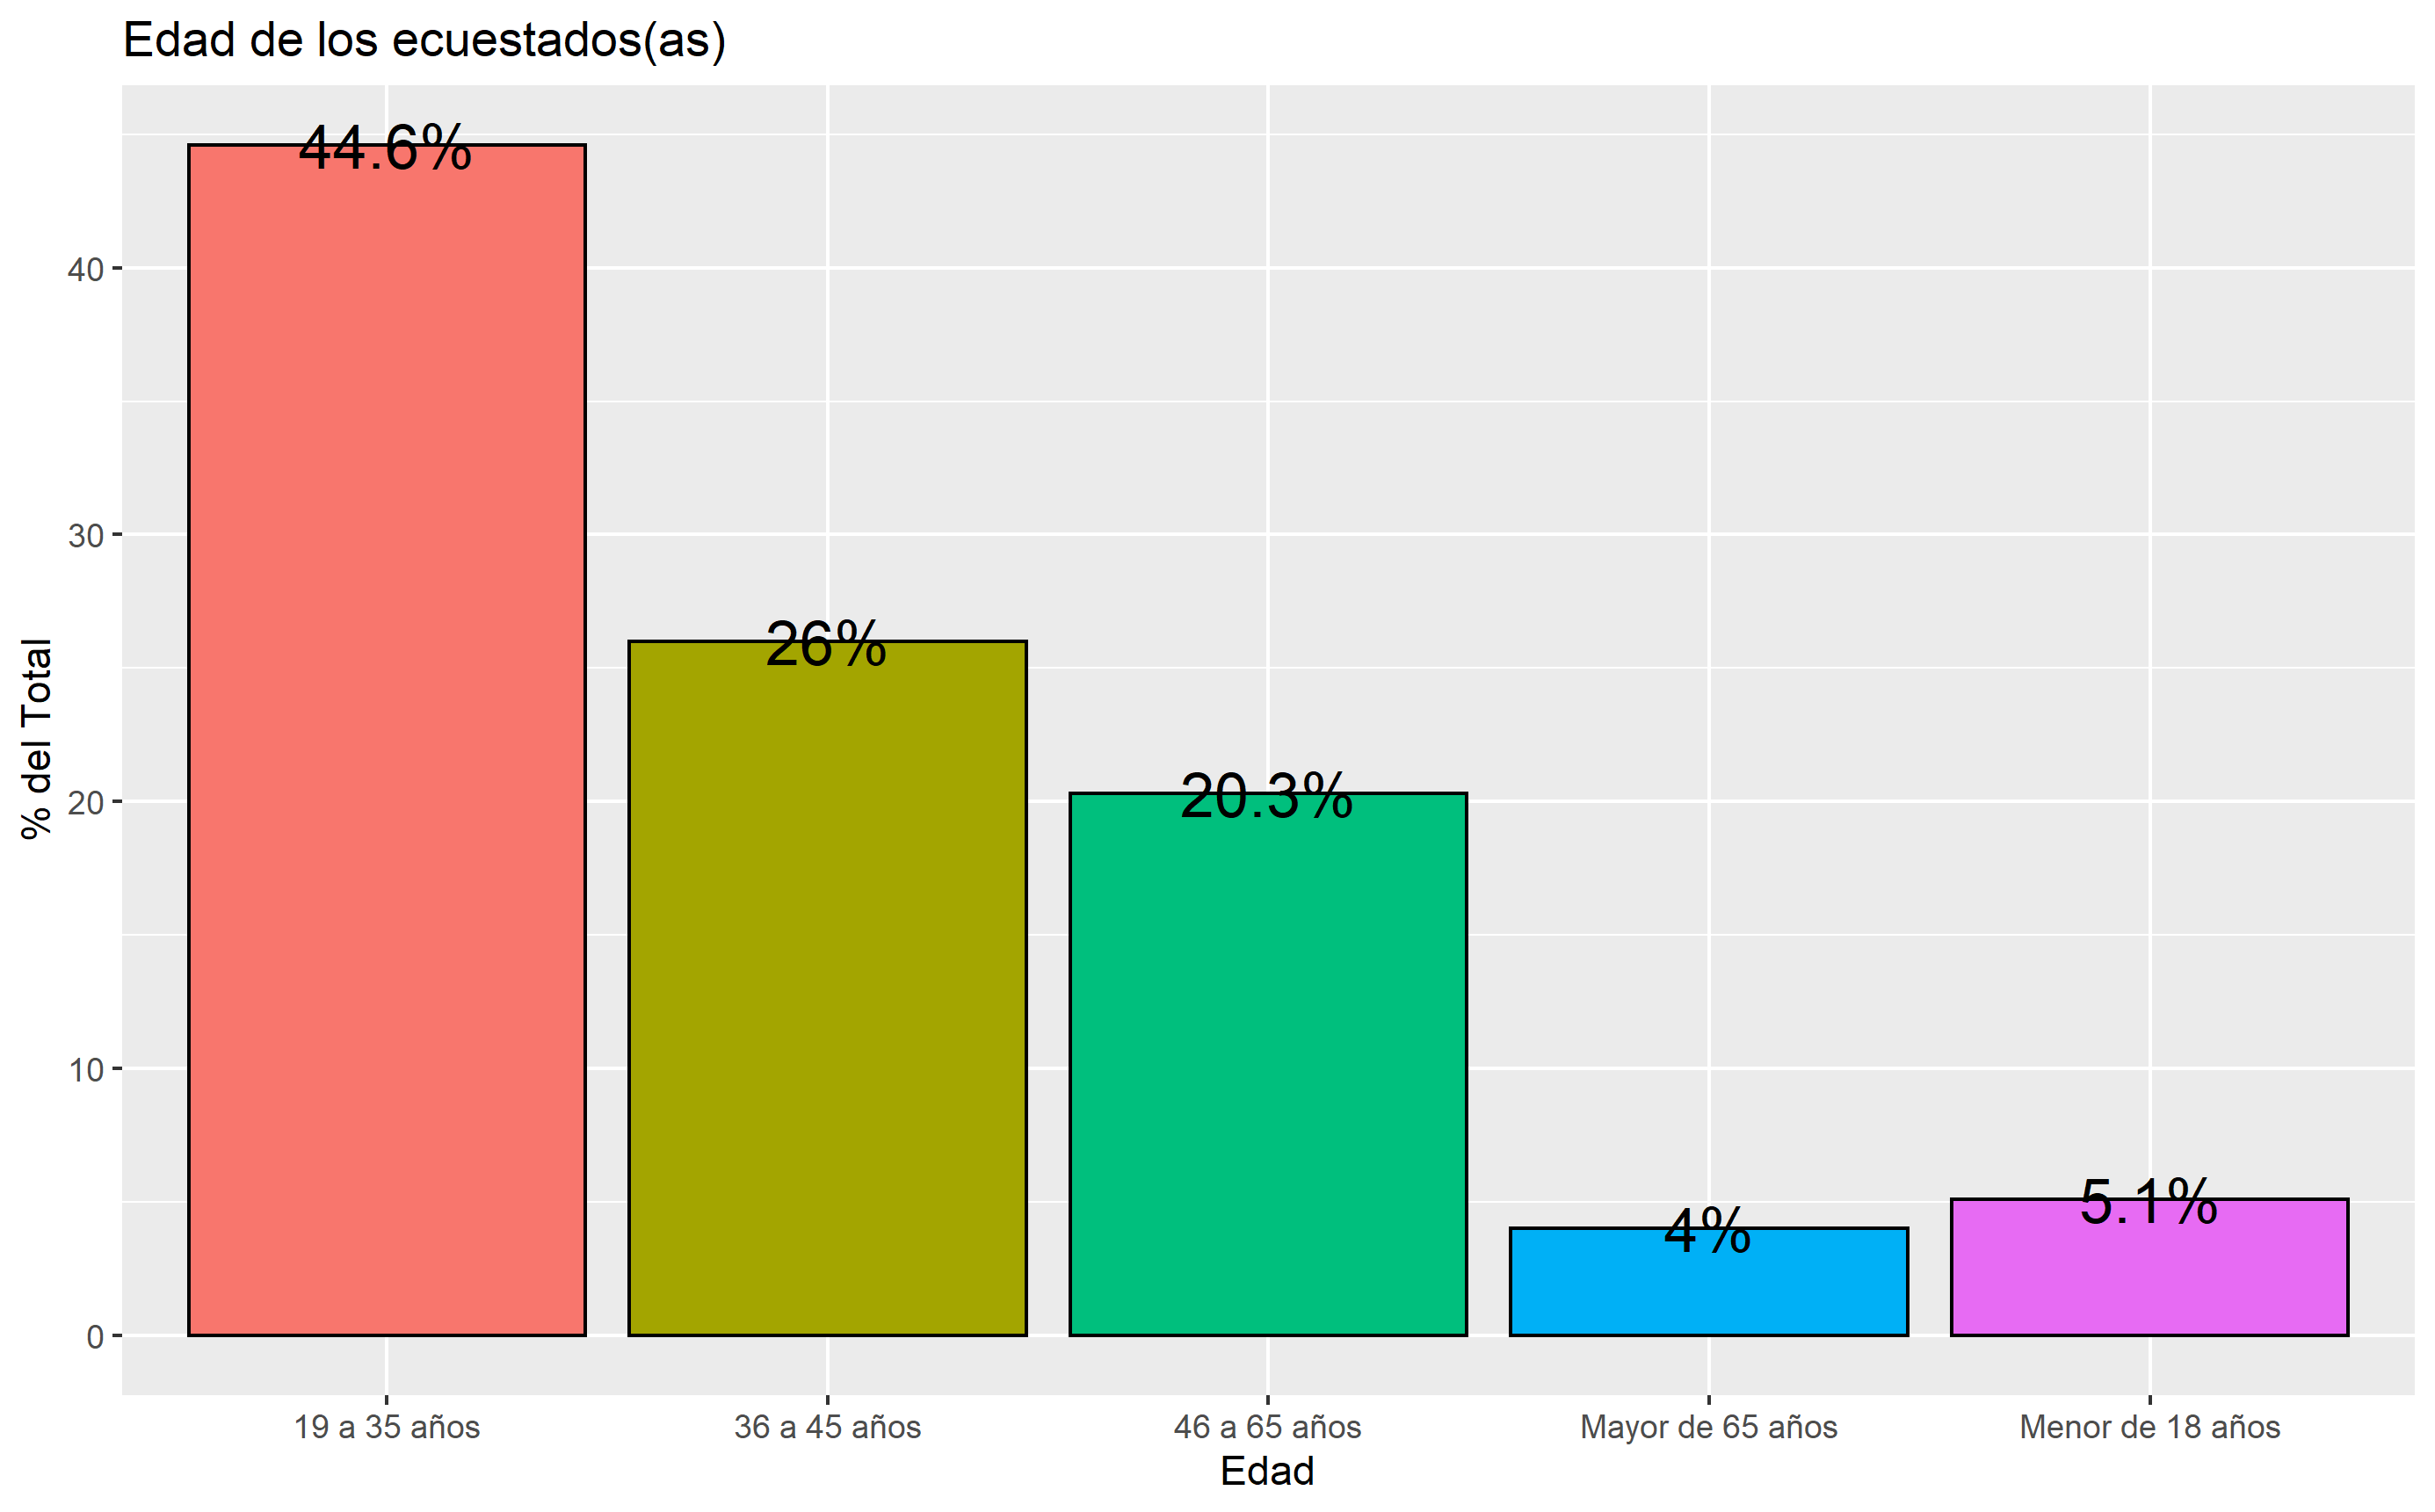 Edad de los ecuestados(as)
44.6%
26%
20.3%
4%
5.1%
% del Total
40
30
20
10
0
19 a 35 años
36 a 45 años
46 a 65 años
Mayor de 65 años
Menor de 18 años
Edad